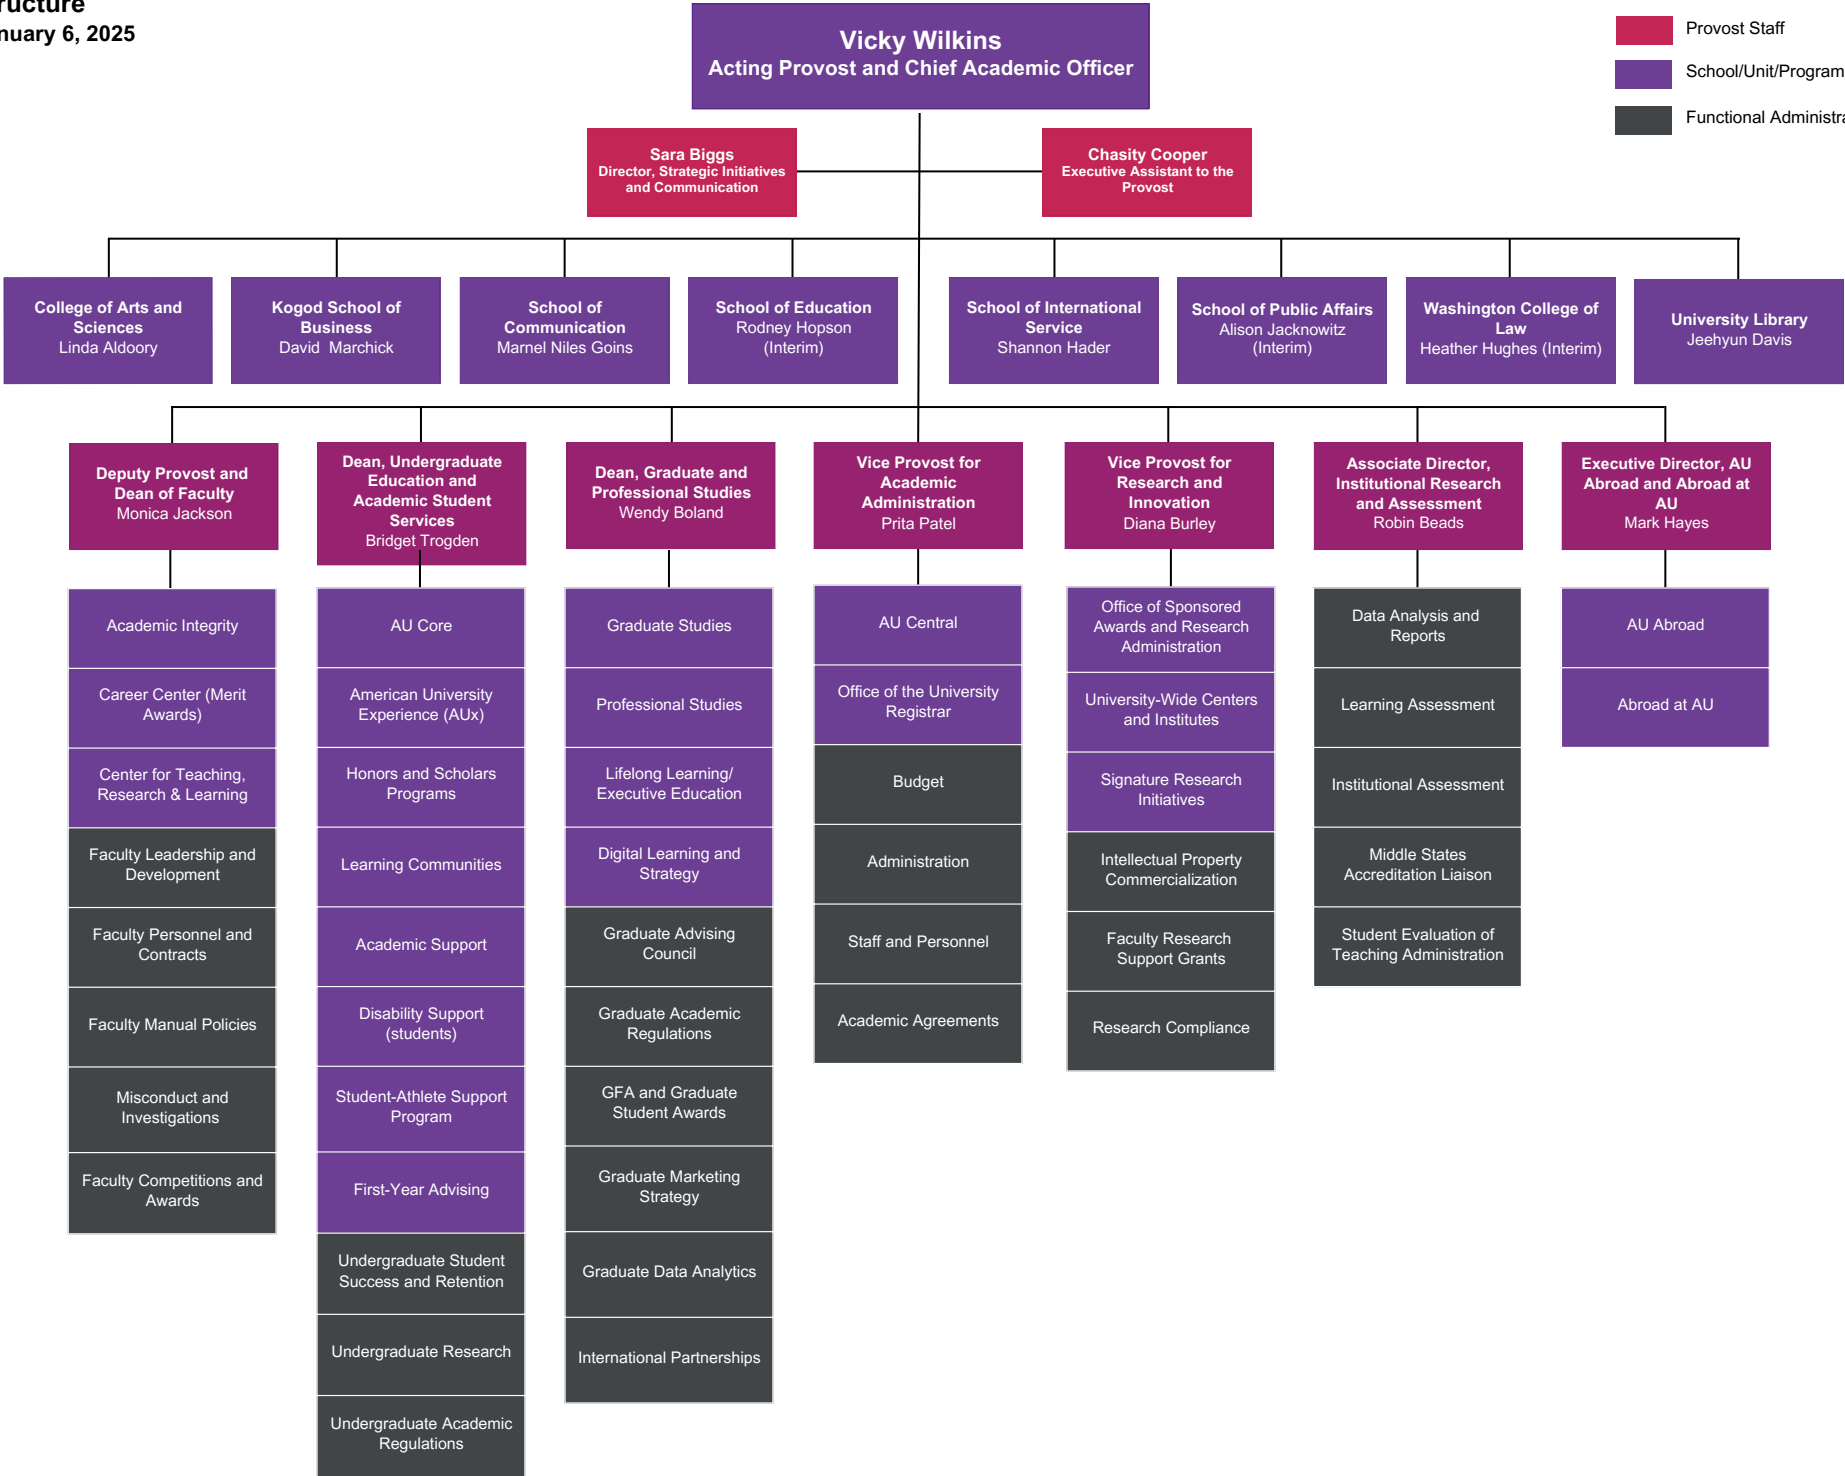 January 6, 2025
Provost Staff
School/Unit/Program
Functional
Vicky Wilkins
Acting Provost and Chief Academic Officer
Sara Biggs
Director, Strategic Initiatives
and Communication
Chasity Cooper
Executive Assistant to the
Provost
College of Arts and
Sciences
Linda Aldoory
Kogod School of
Business
David Marchick
School of
Communication
Marnel Niles Goins
School of Education
Rodney Hopson
(Interim)
School of International
Service
Shannon Hader
School of Public Affairs
Alison Jacknowitz
(Interim)
Washington College of
Law
Heather Hughes (Interim)
University Library
Jeehyun Davis
Deputy Provost and
Dean of Faculty
Monica Jackson
Dean, Undergraduate
Education and
Academic Student
Services
Bridget Trogden
Dean, Graduate and
Professional Studies
Wendy Boland
Vice Provost for
Academic
Administration
Prita Patel
Vice Provost for
Research and
Innovation
Diana Burley
Associate Director,
Institutional Research
and Assessment
Robin Beads
Executive Director, AU
Abroad and Abroad at
AU
Mark Hayes
Academic Integrity
Career Center (Merit
Awards)
Center for Teaching,
Research & Learning
Faculty Leadership and
Development
Faculty Personnel and
Contracts
Faculty Manual Policies
Misconduct and
Investigations
Faculty Competitions and
Awards
AU Core
American University
Experience (AUx)
Honors and Scholars
Programs
Learning Communities
Academic Support
Disability Support
(students)
Student-Athlete Support
Program
First-Year Advising
Undergraduate Student
Success and Retention
Undergraduate Research
Undergraduate Academic
Regulations
Graduate Studies
Professional Studies
Lifelong Learning/
Executive Education
Digital Learning and
Strategy
Graduate Advising
Council
Graduate Academic
Regulations
GFA and Graduate
Student Awards
Graduate Marketing
Strategy
Graduate Data Analytics
International Partnerships
AU Central
Office of the University
Registrar
Budget
Administration
Staff and Personnel
Academic Agreements
Office of Sponsored
Awards and Research
Administration
University-Wide Centers
and Institutes
Signature Research
Initiatives
Intellectual Property
Commercialization
Faculty Research
Support Grants
Research Compliance
Data Analysis and
Reports
Learning Assessment
Institutional Assessment
Middle States
Accreditation Liaison
Student Evaluation of
Teaching Administration
AU Abroad
Abroad at AU